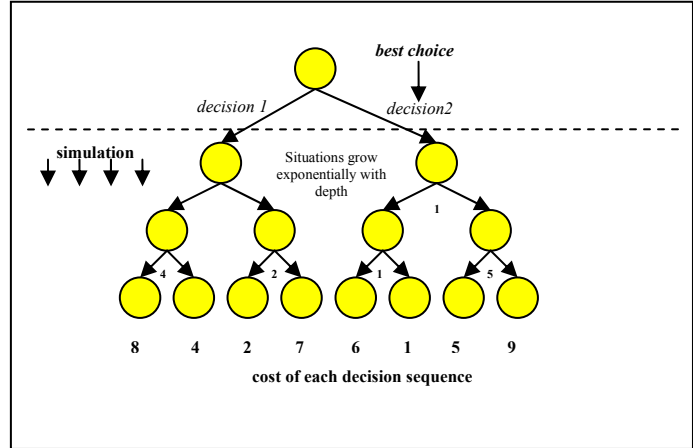 best choice
decision 1
decision2
simulation
Situations grow
exponentially with
depth
1
4
2
1
5
8 4 2 7 6 1 5 9
cost of each decision sequence